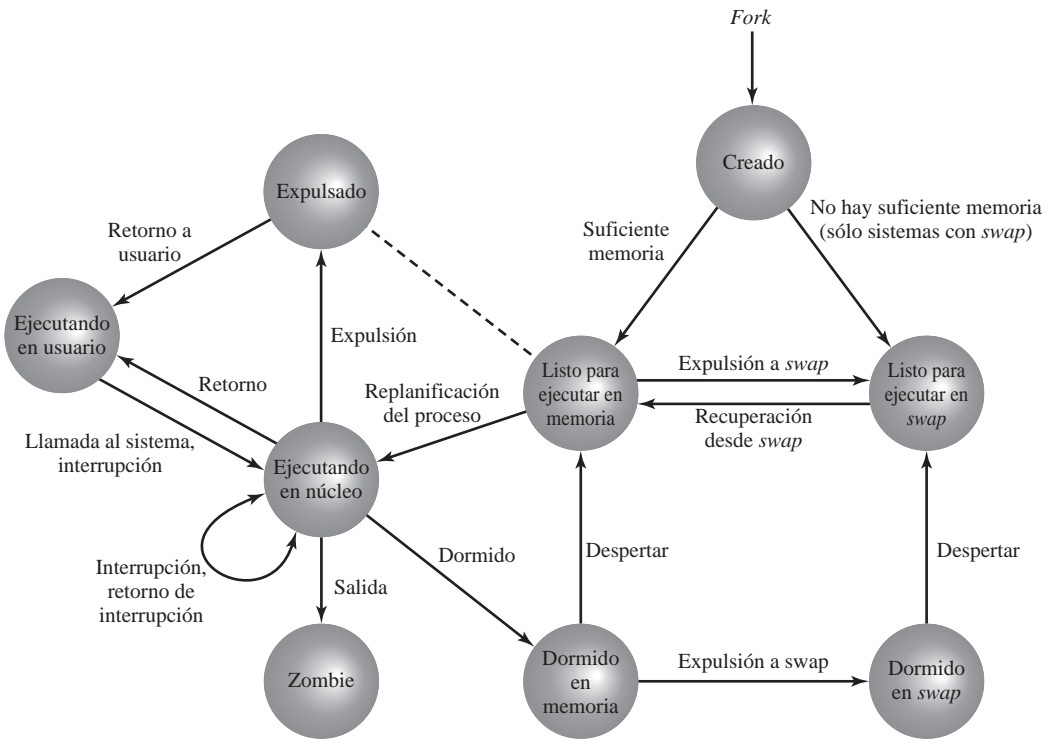 Fork
Creado
Expulsado
No hay suficiente memoria
(sólo sistemas con swap)
Suficiente
memoria
Retorno a
usuario
Ejecutando
en usuario
Expulsión
Listo para
ejecutar en
memoria
Expulsión a swap
Listo para
ejecutar en
swap
Retorno
Replanificación
del proceso
Recuperación
desde swap
Llamada al sistema,
interrupción
Ejecutando
en núcleo
Dormido
Despertar
Despertar
Interrupción,
retorno de
interrupción
Salida
Zombie
Dormido
en
memoria
Expulsión a swap
Dormido
en swap